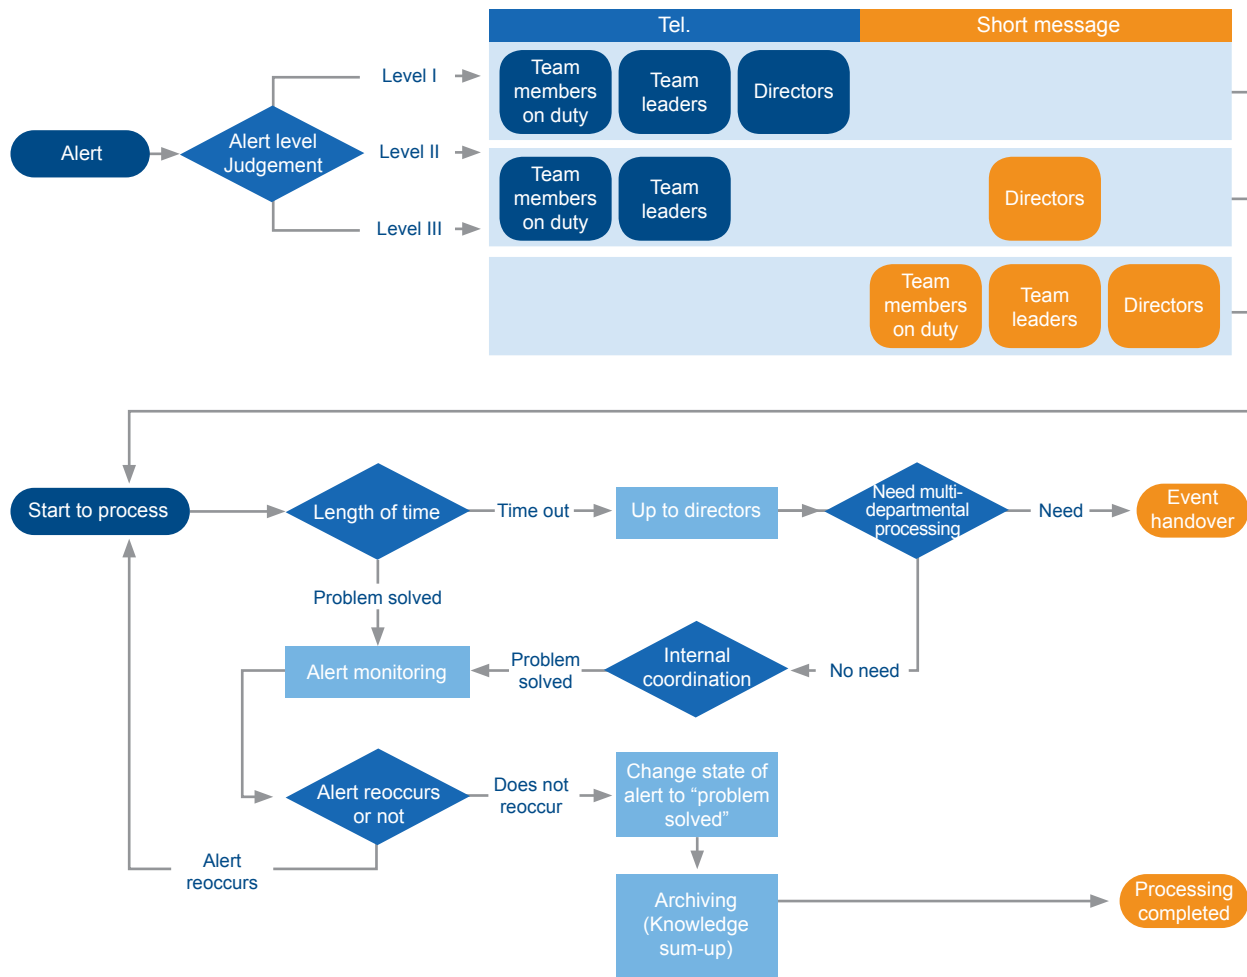 Tel.
Short message
Level I
Team
members
on duty
Team
leaders
Directors
Alert
Alert level
Judgement
Level II
Team
members
on duty
Team
leaders
Directors
Level III
Team
members
on duty
Team
leaders
Directors
Start to process
Length of time
Time out
Up to directors
Need multi-
departmental
processing
Need
Event
handover
Problem solved
Alert monitoring
Problem
solved
Internal
coordination
No need
Alert reoccurs
or not
Does not
reoccur
Change state of
alert to “problem
solved”
Alert
reoccurs
Archiving
(Knowledge
sum-up)
Processing
completed